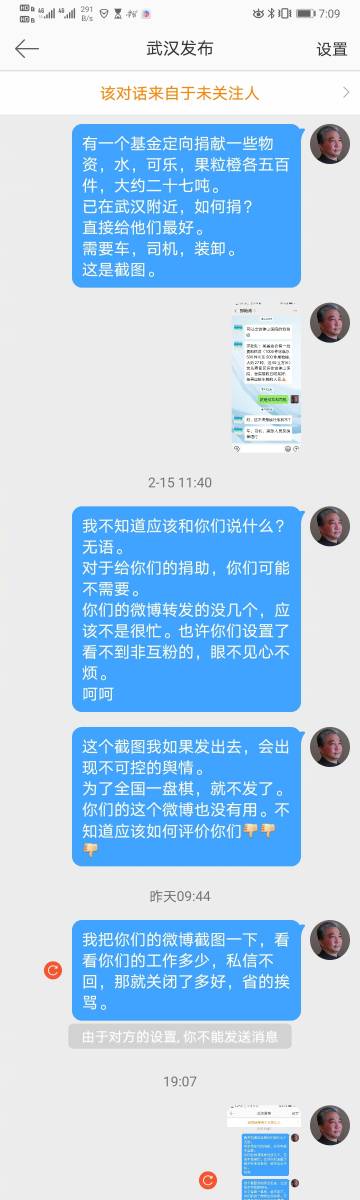 291
B/s
7:09
武汉发布
设置
该对话来自于未关注人
有一个基金定向捐献一些物
资，水，可乐，果粒橙各五百
件，大约二十七吨。
已在武汉附近，如何捐？
直接给他们最好。
需要车，司机，装卸。
这是截图。
2-15 11:40
我不知道应该和你们说什么？
无语。
对于给你们的捐助，你们可能
不需要。
你们的微博转发的没几个，应
该不是很忙。也许你们设置了
看不到非互粉的，眼不见心不
烦。
呵呵
这个截图我如果发出去，会出
现不可控的舆情。
为了全国一盘棋，就不发了。
你们的这个微博也没有用。不
知道应该如何评价你们👎👎
👎
昨天09:44
我把你们的微博截图一下，看
看你们的工作多少，私信不
回，那就关闭了多好，省的挨
骂。
由于对方的设置, 你不能发送消息
19:07